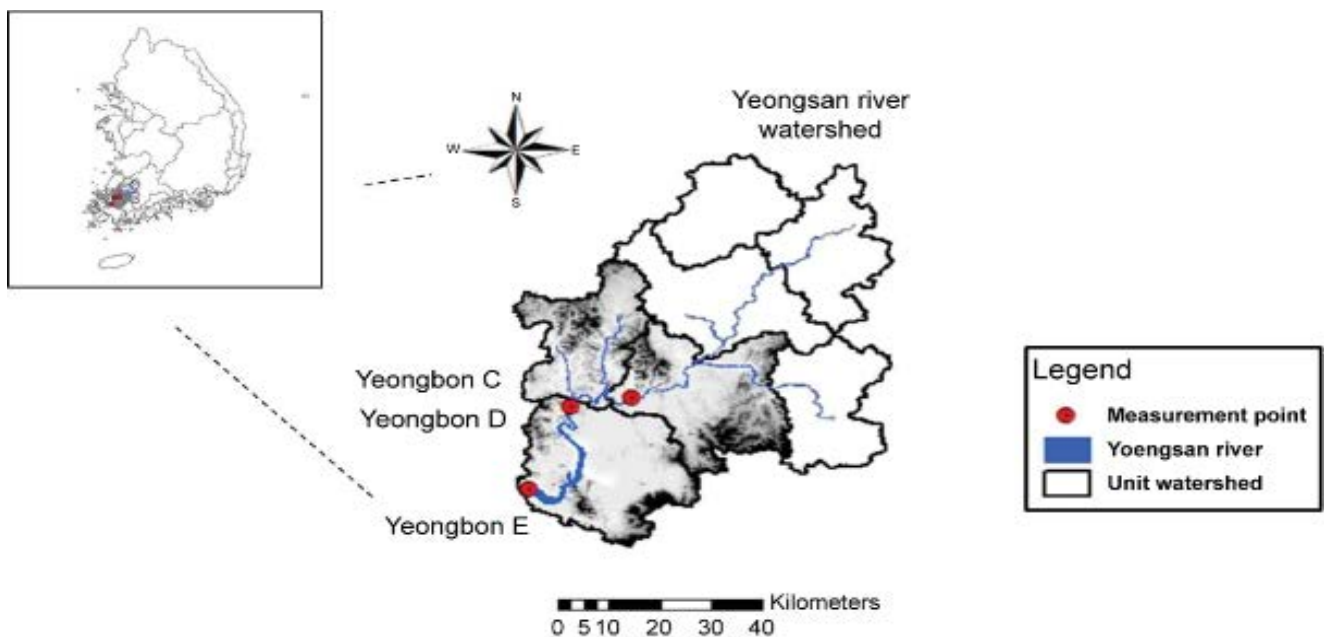 N
W
E
S
Yeongsan river
watershed
Yeongbon C
Yeongbon D
Yeongbon E
Legend
Measurement point
Yoengsan river
Unit watershed
Kilometers
0 5 10 20 30 40